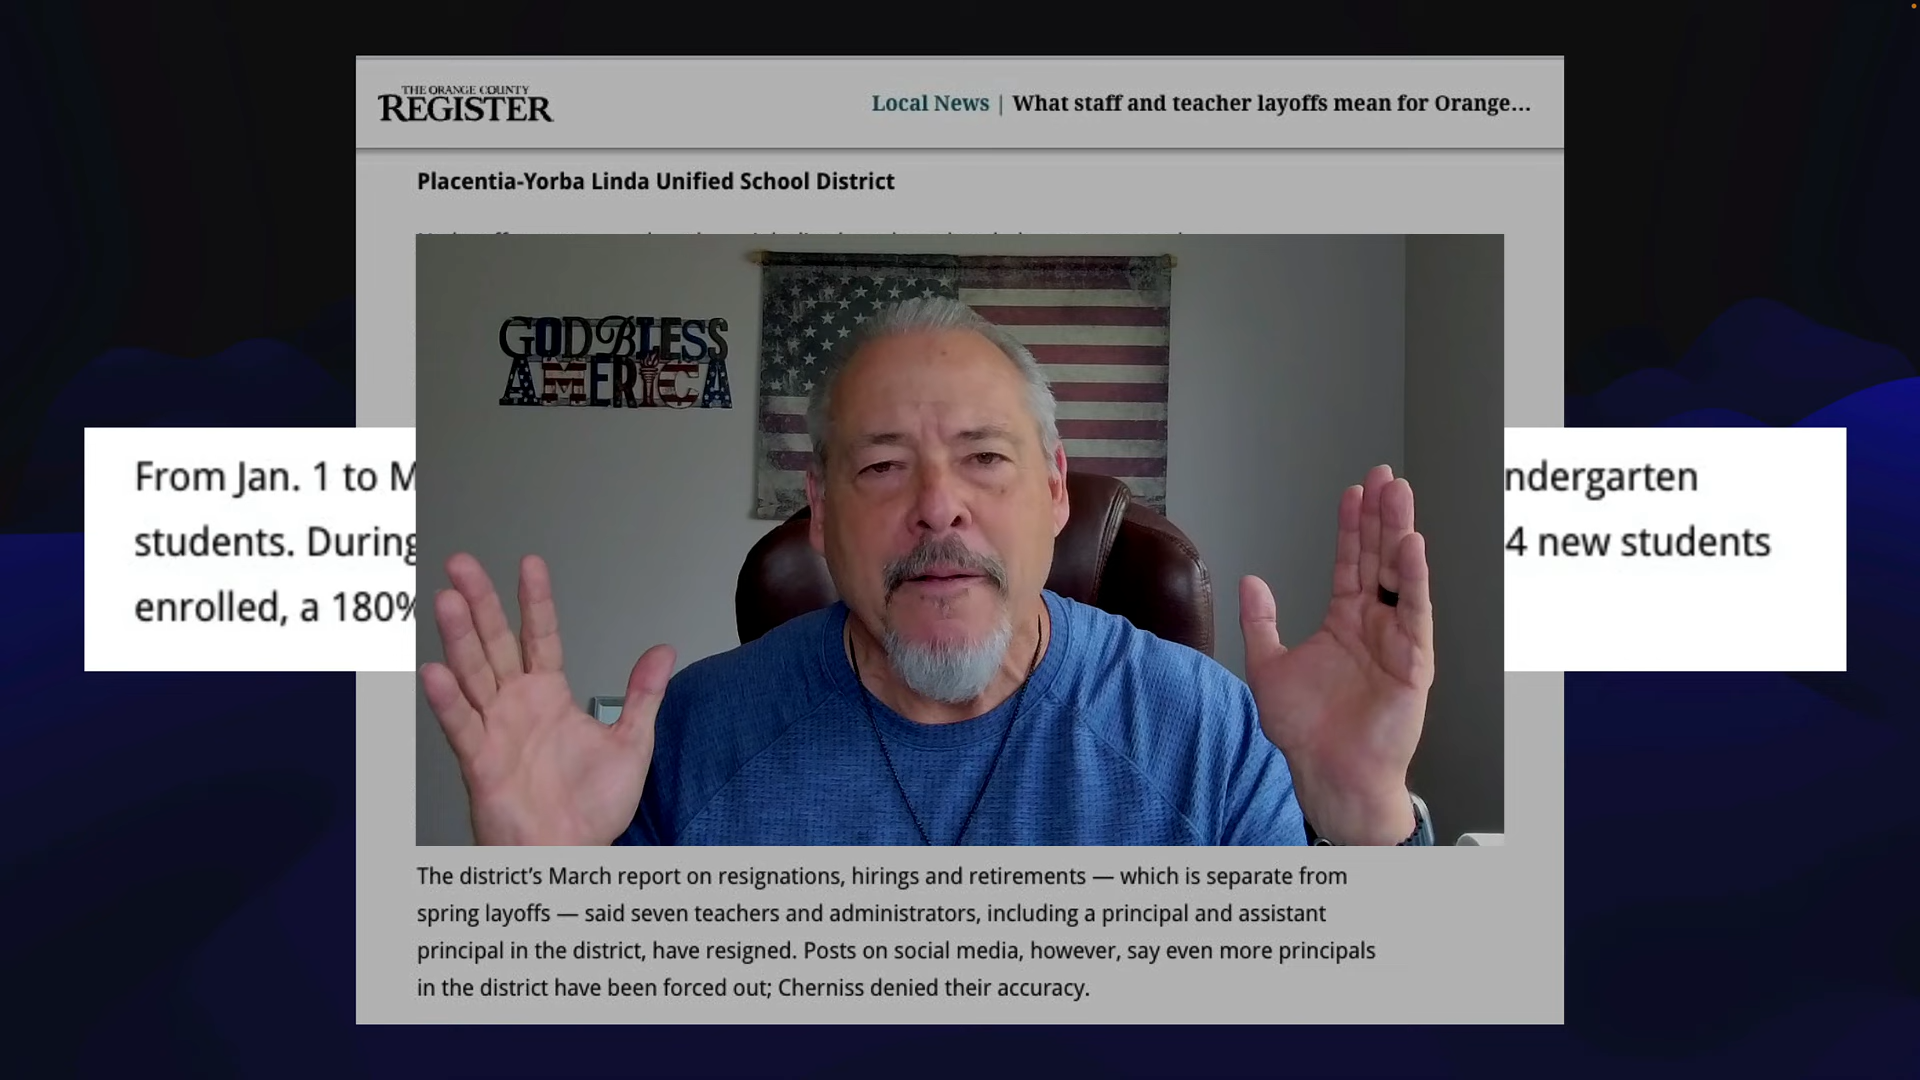 THE ORANGE COUNTY
REGISTER
Local News | What staff and teacher layoffs mean for Orange...
Placentia-Yorba Linda Unified School District
GOD BLESS
AMERICA
From Jan. 1 to
ndergarten
students. During
4 new students
enrolled, a 180%
The district’s March report on resignations, hirings and retirements — which is separate from
spring layoffs — said seven teachers and administrators, including a principal and assistant
principal in the district, have resigned. Posts on social media, however, say even more principals
in the district have been forced out; Cherniss denied their accuracy.